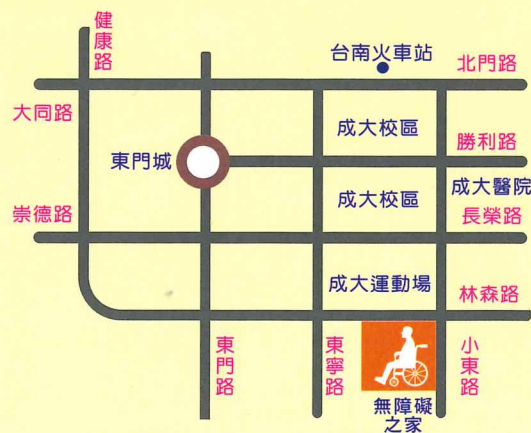 健康路
台南火車站
北門路
大同路
成大校區
勝利路
東門城
成大醫院
成大校區
崇德路
長榮路
成大運動場
林森路
東門路
東寧路
小東路
無障礙
之家